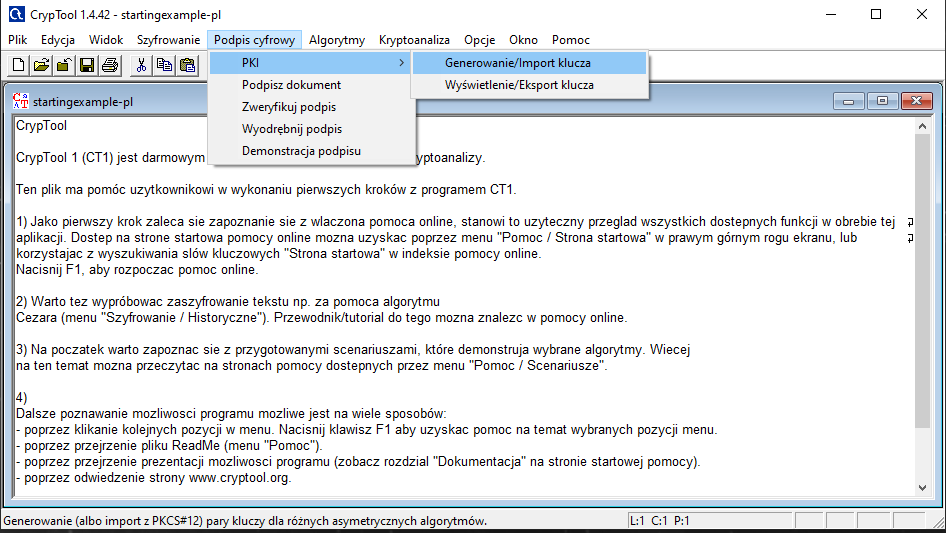 CrypTool 1.4.42 - startingexample-pl
Plik Edycja Widok Szyfrowanie Podpis cyfrowy Algorytmy Kryptoanaliza Opcje Okno Pomoc
PKI
Generowanie/Import klucza
Podpisz dokument
Wyświetlenie/Eksport klucza
Zweryfikuj podpis
Wyodrębnij podpis
Demonstracja podpisu
startingexample-pl
CrypTool
CrypTool 1 (CT1) jest darmowym yptoanalizy.
Ten plik ma pomóc uzytkownikowi w wykonaniu pierwszych kroków z programem CT1.
1) Jako pierwszy krok zaleca sie zapoznanie sie z wlaczona pomoca online, stanowi to uzyteczny przeglad wszystkich dostepnych funkcji w obrebie tej
aplikacji. Dostep na strone startowa pomocy online mozna uzyskac poprzez menu "Pomoc / Strona startowa" w prawym górnym rogu ekranu, lub
korzystajac z wyszukiwania slów kluczowych "Strona startowa" w indeksie pomocy online.
Nacisnij F1, aby rozpoczac pomoc online.
2) Warto tez wypróbowac zaszyfrowanie tekstu np. za pomoca algorytmu
Cezara (menu "Szyfrowanie / Historyczne"). Przewodnik/tutorial do tego mozna znalezc w pomocy online.
3) Na poczatek warto zapoznac sie z przygotowanymi scenariuszami, które demonstruja wybrane algorytmy. Wiecej
na ten temat mozna przeczytac na stronach pomocy dostepnych przez menu "Pomoc / Scenariusze".
4)
Dalsze poznawanie mozliwosci programu mozliwe jest na wiele sposobów:
- poprzez klikanie kolejnych pozycji w menu. Nacisnij klawisz F1 aby uzyskac pomoc na temat wybranych pozycji menu.
- poprzez przejrzenie pliku ReadMe (menu "Pomoc").
- poprzez przejrzenie prezentacji mozliwosci programu (zobacz rozdzial "Dokumentacja" na stronie startowej pomocy).
- poprzez odwiedzenie strony www.cryptool.org.
Generowanie (albo import z PKCS#12) pary kluczy dla różnych asymetrycznych algorytmów.
L:1 C:1 P:1